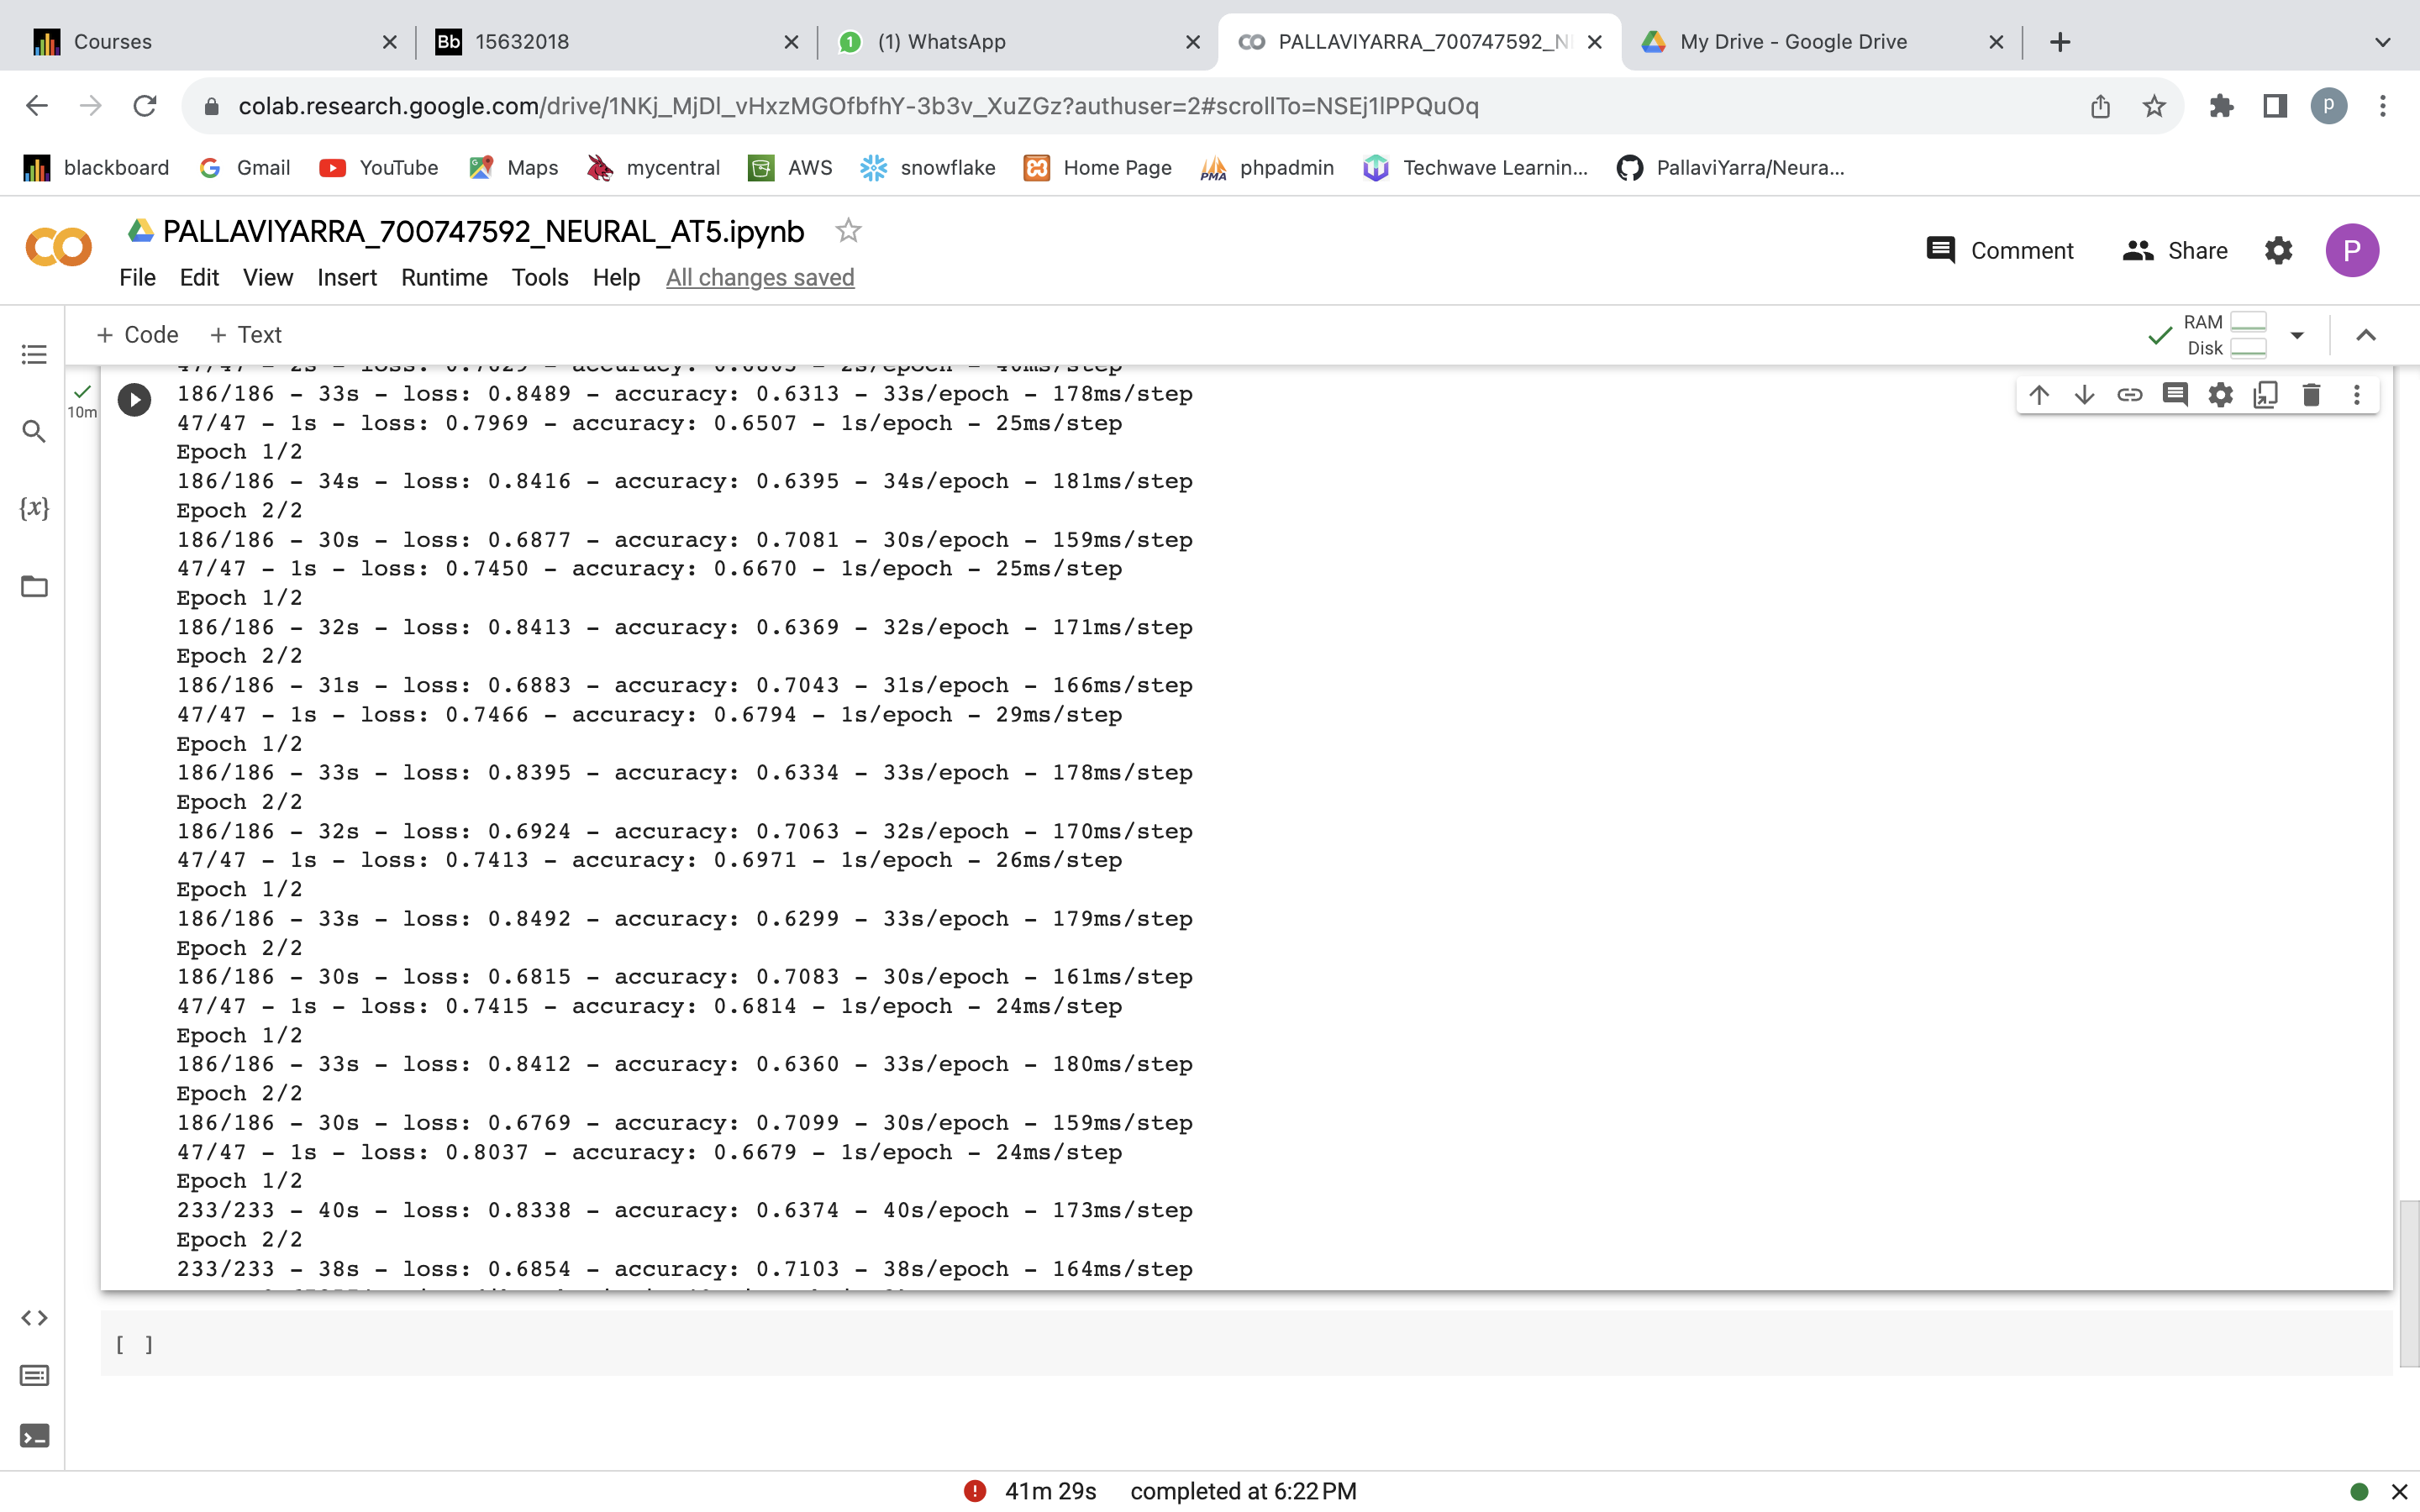 Courses
Bb 15632018
1 (1) WhatsApp
PALLAVIYARRA_700747592_N
My Drive - Google Drive
colab.research.google.com/drive/1NKj_MjDl_vHxzMGOfbfhY-3b3v_XuZGz?authuser=2#scrollTo=NSEj1lPPQuOq
p
blackboard
Gmail
YouTube
Maps
mycentral
AWS
snowflake
Home Page
PMA phpadmin
Techwave Learnin...
PallaviYarra/Neura...
PALLAVIYARRA_700747592_NEURAL_AT5.ipynb
File Edit View Insert Runtime Tools Help All changes saved
Comment
Share
P
+ Code + Text
RAM
Disk
10m
186/186 - 33s - loss: 0.8489 - accuracy: 0.6313 - 33s/epoch - 178ms/step
47/47 - 1s - loss: 0.7969 - accuracy: 0.6507 - 1s/epoch - 25ms/step
Epoch 1/2
186/186 - 34s - loss: 0.8416 - accuracy: 0.6395 - 34s/epoch - 181ms/step
Epoch 2/2
186/186 - 30s - loss: 0.6877 - accuracy: 0.7081 - 30s/epoch - 159ms/step
47/47 - 1s - loss: 0.7450 - accuracy: 0.6670 - 1s/epoch - 25ms/step
Epoch 1/2
186/186 - 32s - loss: 0.8413 - accuracy: 0.6369 - 32s/epoch - 171ms/step
Epoch 2/2
186/186 - 31s - loss: 0.6883 - accuracy: 0.7043 - 31s/epoch - 166ms/step
47/47 - 1s - loss: 0.7466 - accuracy: 0.6794 - 1s/epoch - 29ms/step
Epoch 1/2
186/186 - 33s - loss: 0.8395 - accuracy: 0.6334 - 33s/epoch - 178ms/step
Epoch 2/2
186/186 - 32s - loss: 0.6924 - accuracy: 0.7063 - 32s/epoch - 170ms/step
47/47 - 1s - loss: 0.7413 - accuracy: 0.6971 - 1s/epoch - 26ms/step
Epoch 1/2
186/186 - 33s - loss: 0.8492 - accuracy: 0.6299 - 33s/epoch - 179ms/step
Epoch 2/2
186/186 - 30s - loss: 0.6815 - accuracy: 0.7083 - 30s/epoch - 161ms/step
47/47 - 1s - loss: 0.7415 - accuracy: 0.6814 - 1s/epoch - 24ms/step
Epoch 1/2
186/186 - 33s - loss: 0.8412 - accuracy: 0.6360 - 33s/epoch - 180ms/step
Epoch 2/2
186/186 - 30s - loss: 0.6769 - accuracy: 0.7099 - 30s/epoch - 159ms/step
47/47 - 1s - loss: 0.8037 - accuracy: 0.6679 - 1s/epoch - 24ms/step
Epoch 1/2
233/233 - 40s - loss: 0.8338 - accuracy: 0.6374 - 40s/epoch - 173ms/step
Epoch 2/2
233/233 - 38s - loss: 0.6854 - accuracy: 0.7103 - 38s/epoch - 164ms/step
{x}
[ ]
41m 29s completed at 6:22 PM